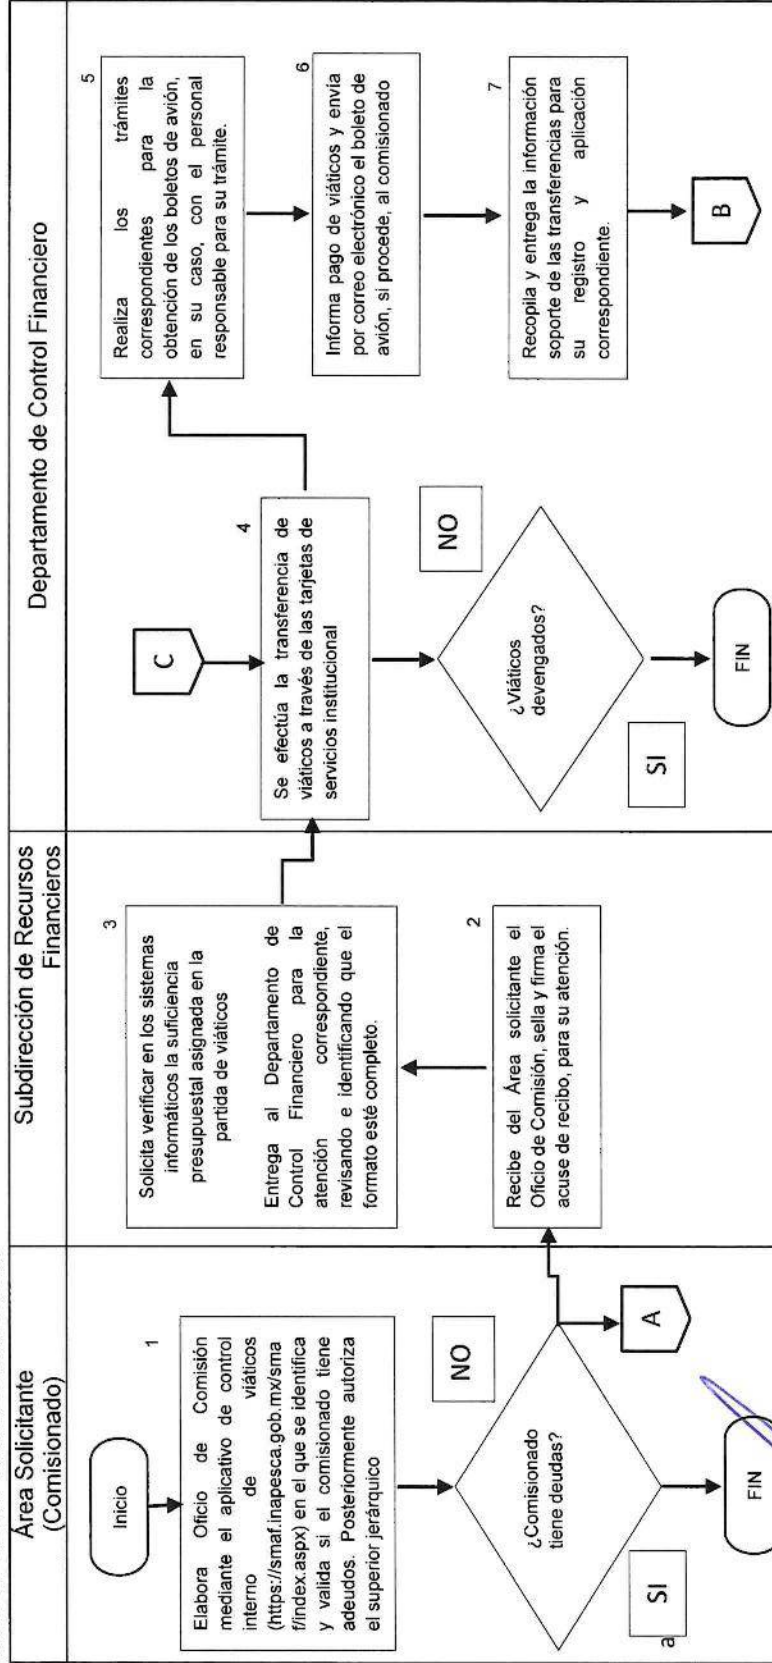 Área Solicitante
(Comisionado)
Inicio
1
Elabora Oficio de Comisión
mediante el aplicativo de control
interno de viáticos
(https://smaf.inapesca.gob.mx/sma
f/index.aspx) en el que se identifica
y valida si el comisionado tiene
adeudos. Posteriormente autoriza
el superior jerárquico
¿Comisionado
tiene deudas?
NO
SI
a
A
FIN
Subdirección de Recursos
Financieros
3
Solicita verificar en los sistemas
informáticos la suficiencia
presupuestal asignada en la
partida de viáticos
Entrega al Departamento de
Control Financiero para la
atención correspondiente,
revisando e identificando que el
formato esté completo.
2
Recibe del Área solicitante el
Oficio de Comisión, sella y firma el
acuse de recibo, para su atención.
Departamento de Control Financiero
C
4
Se efectúa la transferencia de
viáticos a través de las tarjetas de
servicios institucional
¿Viáticos
devengados?
NO
SI
FIN
5
Realiza los trámites
correspondientes para la
obtención de los boletos de avión,
en su caso, con el personal
responsable para su trámite.
6
Informa pago de viáticos y envía
por correo electrónico el boleto de
avión, si procede, al comisionado
7
Recopila y entrega la información
soporte de las transferencias para
su registro y aplicación
correspondiente.
B